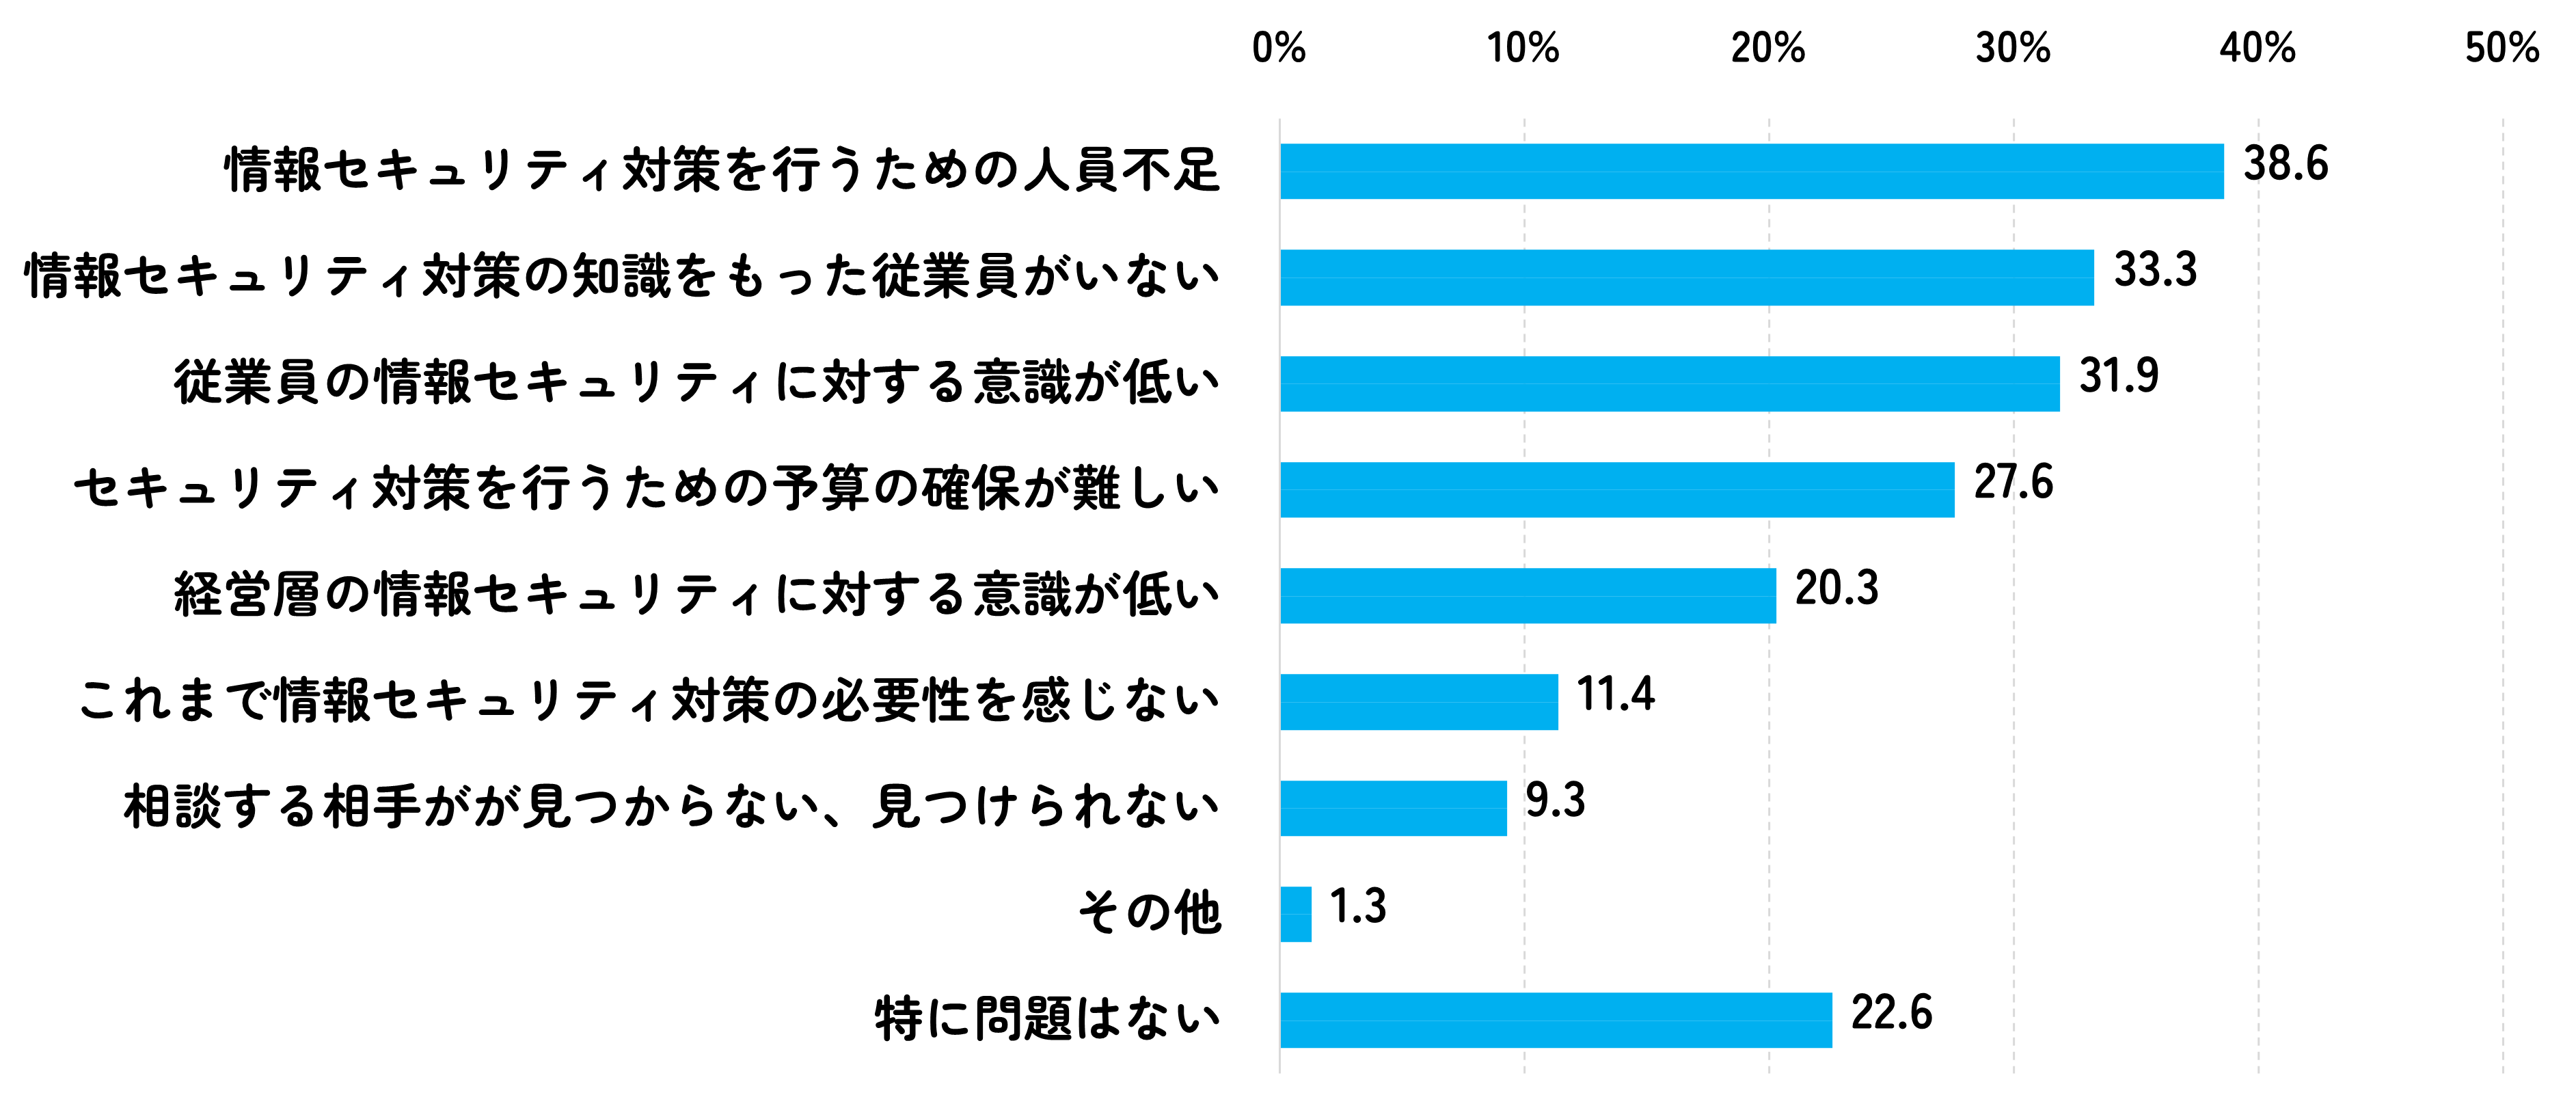 0% 10% 20% 30% 40% 50%
情報セキュリティ対策を行うための人員不足 38.6
情報セキュリティ対策の知識をもった従業員がいない 33.3
従業員の情報セキュリティに対する意識が低い 31.9
セキュリティ対策を行うための予算の確保が難しい 27.6
経営層の情報セキュリティに対する意識が低い 20.3
これまで情報セキュリティ対策の必要性を感じない 11.4
相談する相手がが見つからない、見つけられない 9.3
その他 1.3
特に問題はない 22.6